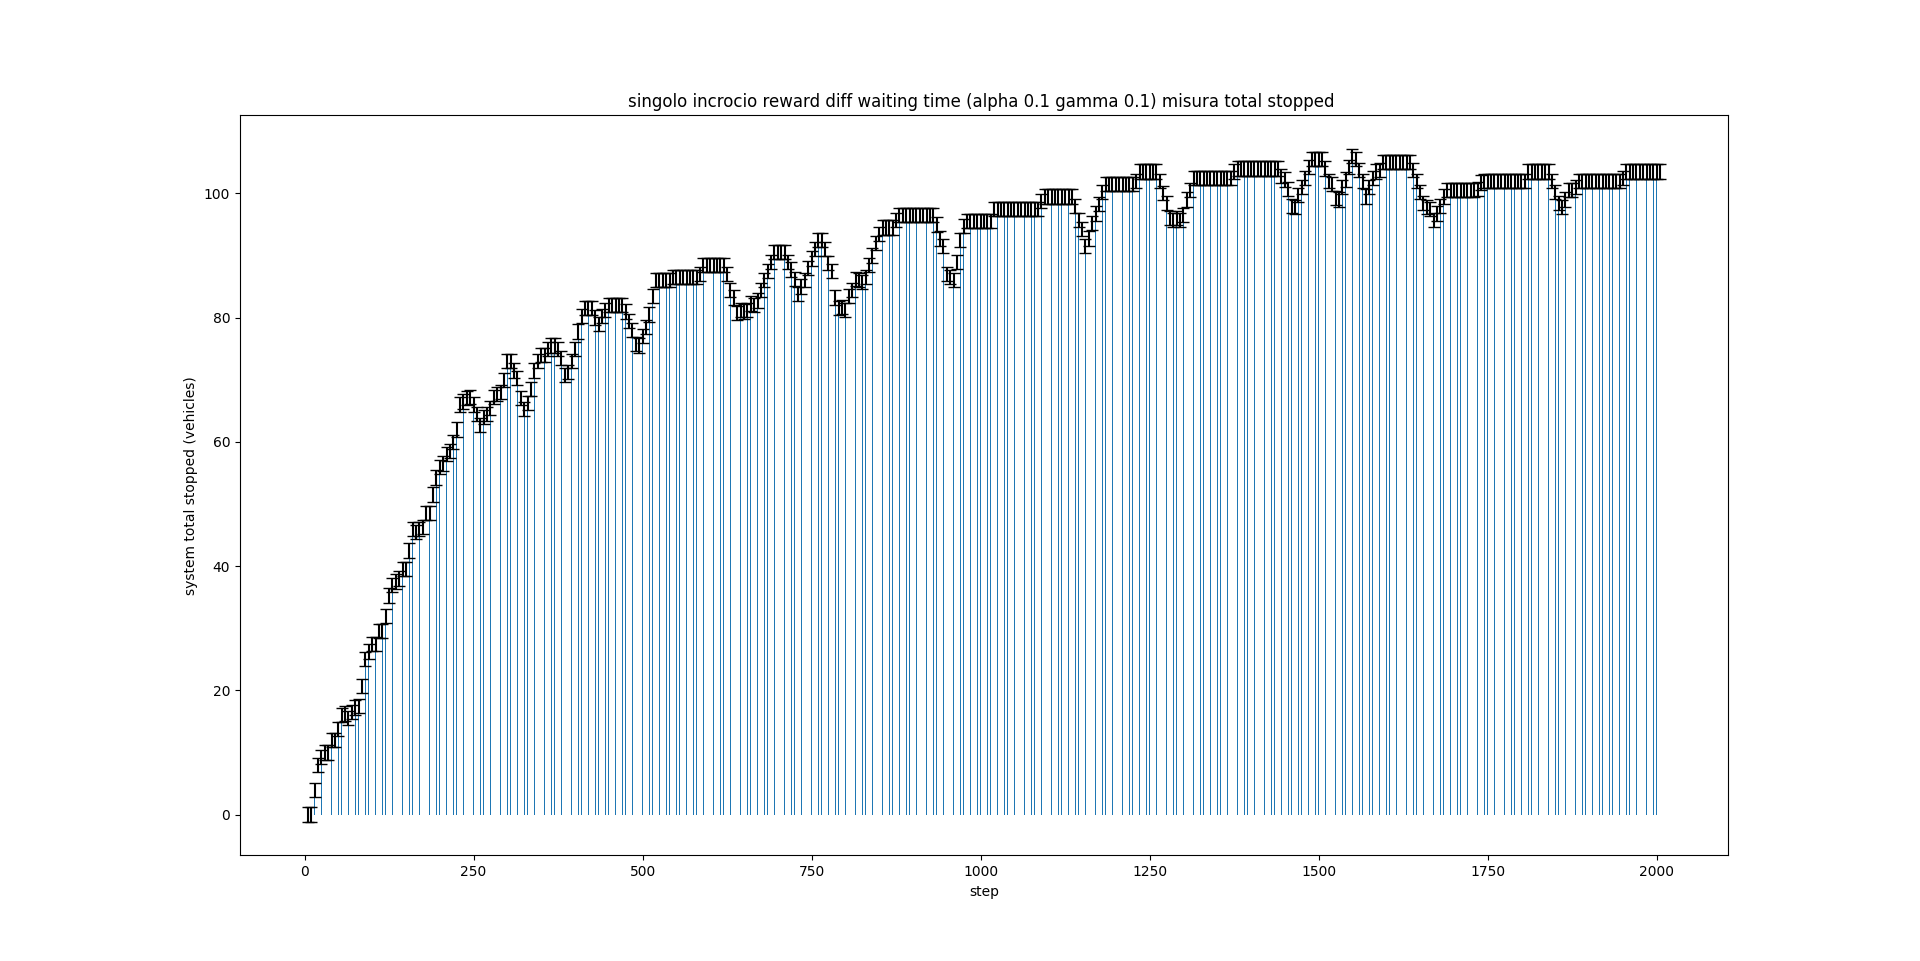 singolo incrocio reward diff waiting time (alpha 0.1 gamma 0.1) misura total stopped
system total stopped (vehicles)
100
80
60
40
20
0
0 250 500 750 1000 1250 1500 1750 2000
step